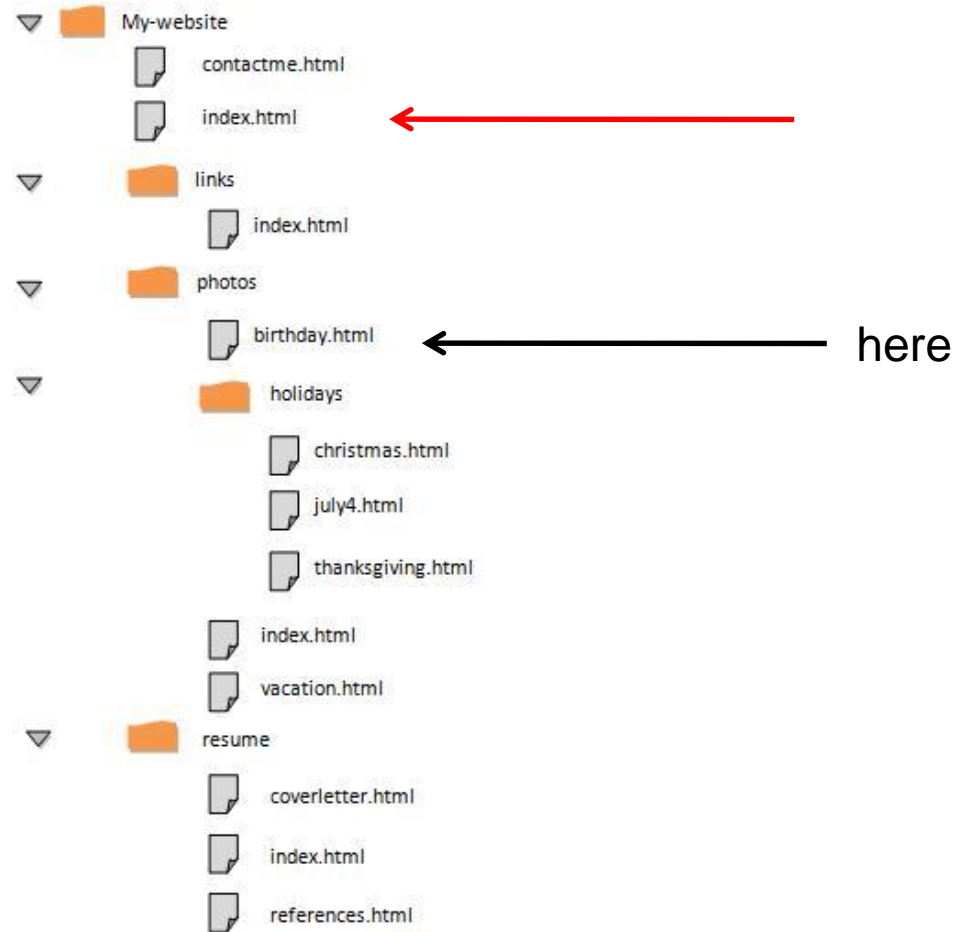 My-website
contactme.html
index.html
links
index.html
photos
birthday.html
here
holidays
christmas.html
july4.html
thanksgiving.html
index.html
vacation.html
resume
coverletter.html
index.html
references.html